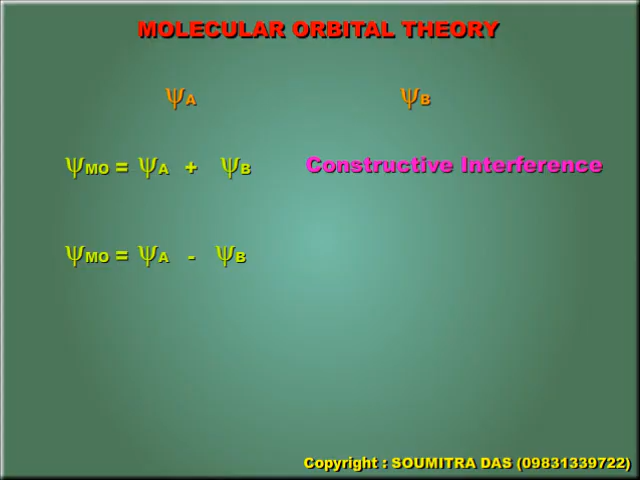 MOLECULAR ORBITAL THEORY
ΨA ΨB
ΨMO = ΨA + ΨB Constructive Interference
ΨMO = ΨA - ΨB
Copyright : SOUMITRA DAS (09831339722)